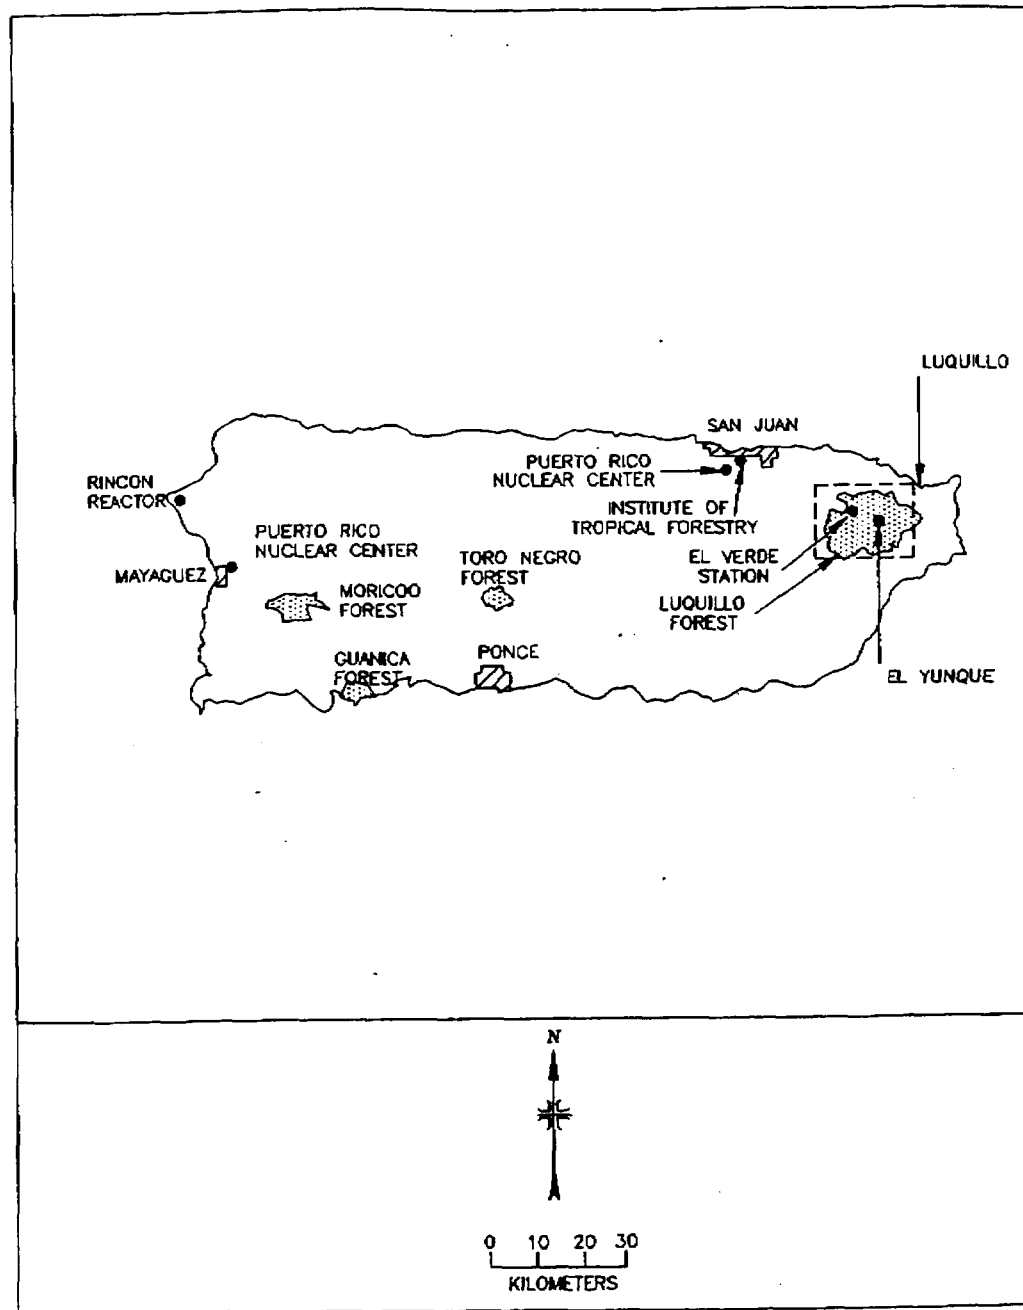 LUQUILLO
SAN JUAN
PUERTO RICO
NUCLEAR CENTER
RINCON
REACTOR
INSTITUTE OF
TROPICAL FORESTRY
PUERTO RICO
NUCLEAR CENTER
TORO NEGRO
FOREST
EL VERDE
STATION
MAYAGUEZ
MORICOO
FOREST
LUQUILLO
FOREST
PONCE
GUANICA
FOREST
EL YUNQUE
N
0 10 20 30
KILOMETERS